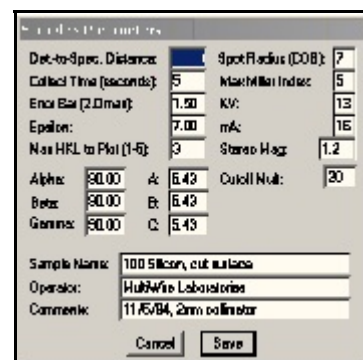 Det.-to-Spec. Distance: Spot Radius (COB): 7
Collect Time (seconds): 5 Max Miller Index: 5
Error Bar (2.0max): 1.50 KV: 13
Epsilon: 7.00 mA: 16
Max HKL to Plot (1-5): 3 Stereo Mag: 1.2
Alpha: 90.00 A: 5.43 Cutoff Mult: 20
Beta: 90.00 B: 5.43
Gamma: 90.00 C: 5.43
Sample Name: 100 Silicon, cut surface
Operator: MultiWire Laboratories
Comments: 11/5/94, 2mm collimator
Cancel Save